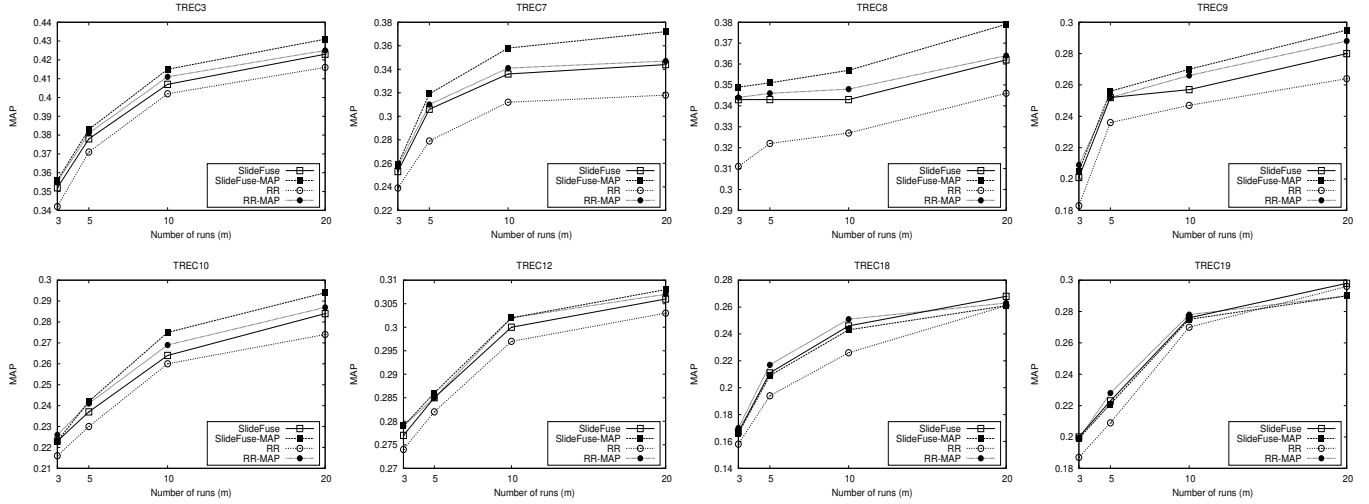 TREC3
0.44
0.43
0.42
0.41
0.4
0.39
0.38
0.37
0.36
0.35
0.34
MAP
SlideFuse
SlideFuse-MAP
RR
RR-MAP
3 5 10 20
Number of runs (m)
TREC7
0.38
0.36
0.34
0.32
0.3
0.28
0.26
0.24
0.22
MAP
SlideFuse
SlideFuse-MAP
RR
RR-MAP
3 5 10 20
Number of runs (m)
TREC8
0.38
0.37
0.36
0.35
0.34
0.33
0.32
0.31
0.3
0.29
MAP
SlideFuse
SlideFuse-MAP
RR
RR-MAP
3 5 10 20
Number of runs (m)
TREC9
0.3
0.28
0.26
0.24
0.22
0.2
0.18
MAP
SlideFuse
SlideFuse-MAP
RR
RR-MAP
3 5 10 20
Number of runs (m)
TREC10
0.3
0.29
0.28
0.27
0.26
0.25
0.24
0.23
0.22
0.21
MAP
SlideFuse
SlideFuse-MAP
RR
RR-MAP
3 5 10 20
Number of runs (m)
TREC12
0.31
0.305
0.3
0.295
0.29
0.285
0.28
0.275
0.27
MAP
SlideFuse
SlideFuse-MAP
RR
RR-MAP
3 5 10 20
Number of runs (m)
TREC18
0.28
0.26
0.24
0.22
0.2
0.18
0.16
0.14
MAP
SlideFuse
SlideFuse-MAP
RR
RR-MAP
3 5 10 20
Number of runs (m)
TREC19
0.3
0.28
0.26
0.24
0.22
0.2
0.18
MAP
SlideFuse
SlideFuse-MAP
RR
RR-MAP
3 5 10 20
Number of runs (m)